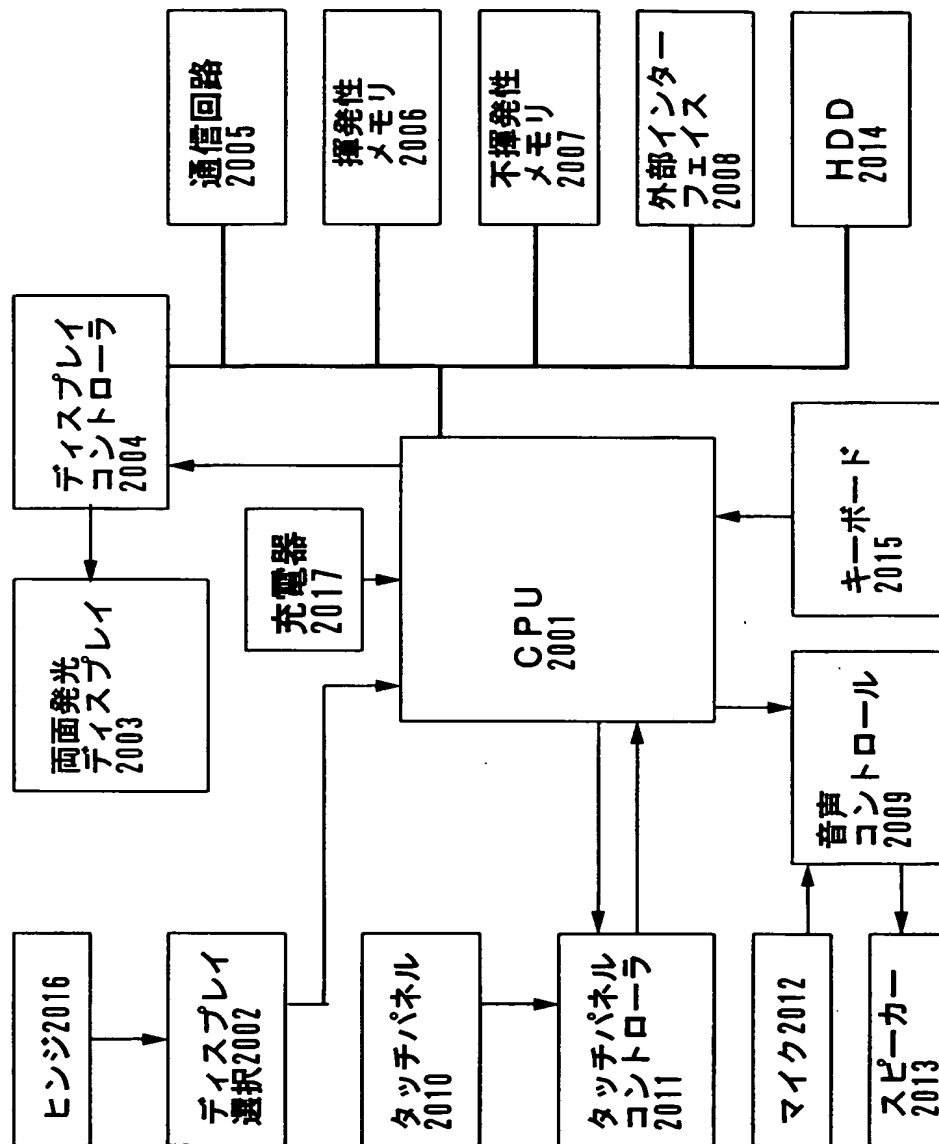 ヒンジ2016
ディスプレイ
選択2002
タッチパネル
2010
タッチパネル
コントローラ
2011
マイク2012
スピーカー
2013
両面発光
ディスプレイ
2003
充電器
2017
CPU
2001
音声
コントロール
2009
ディスプレイ
コントローラ
2004
キーボード
2015
通信回路
2005
揮発性
メモリ
2006
不揮発性
メモリ
2007
外部インター
フェイス
2008
HDD
2014